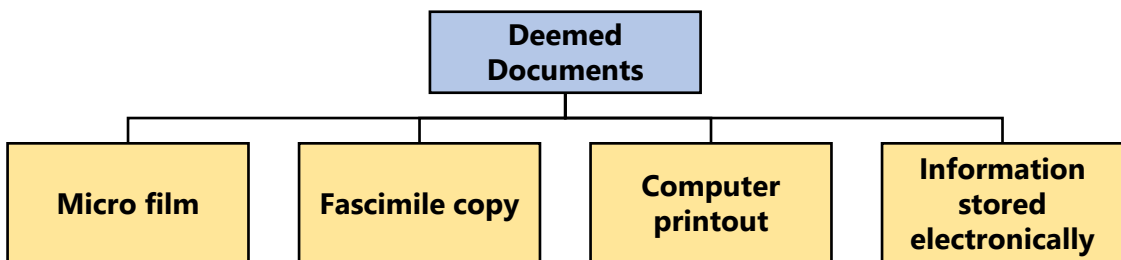 Deemed
Documents
Micro film
Fascimile copy
Computer
printout
Information
stored
electronically